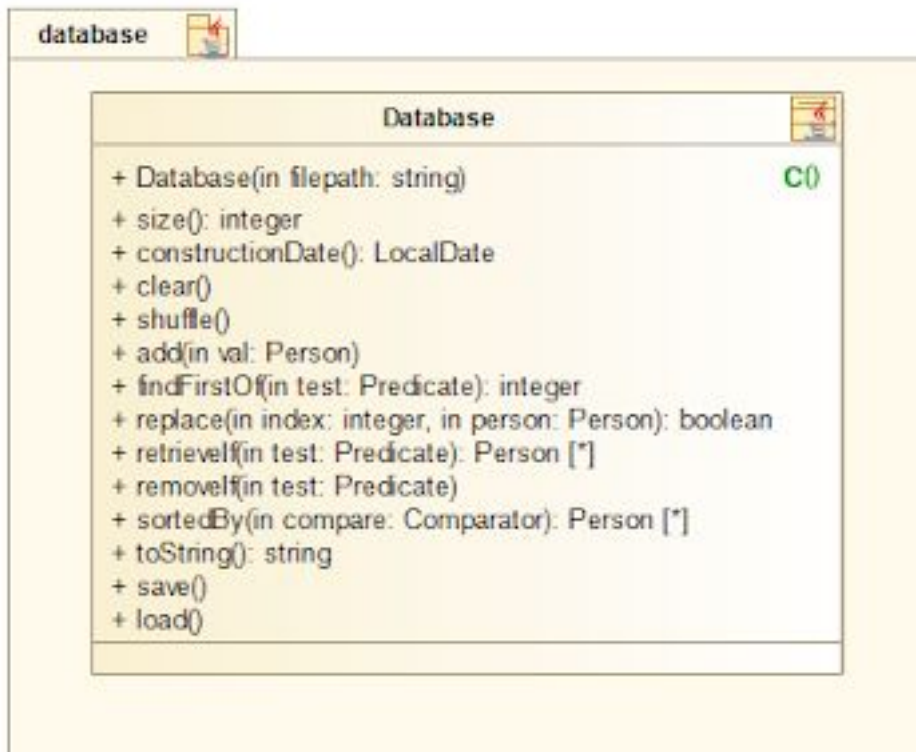 database
Database
+ Database(in filepath: string) C()
+ size(): integer
+ constructionDate(): LocalDate
+ clear()
+ shuffle()
+ add(in val: Person)
+ findFirstOf(in test: Predicate): integer
+ replace(in index: integer, in person: Person): boolean
+ retrieveIf(in test: Predicate): Person [*]
+ removeIf(in test: Predicate)
+ sortedBy(in compare: Comparator): Person [*]
+ toString(): string
+ save()
+ load()